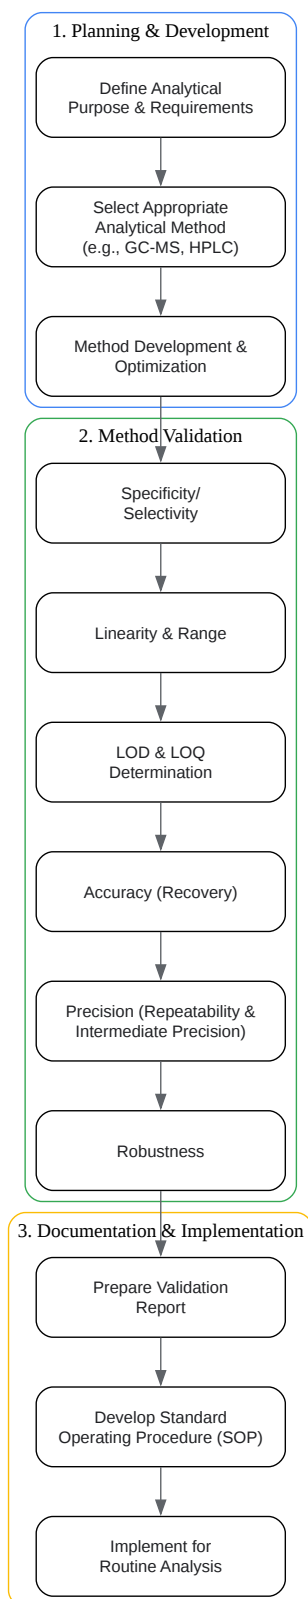 1. Planning & Development
Define Analytical
Purpose & Requirements
Select Appropriate
Analytical Method
(e.g., GC-MS, HPLC)
Method Development &
Optimization
2. Method Validation
Specificity/
Selectivity
Linearity & Range
LOD & LOQ
Determination
Accuracy (Recovery)
Precision (Repeatability &
Intermediate Precision)
Robustness
3. Documentation & Implementation
Prepare Validation
Report
Develop Standard
Operating Procedure (SOP)
Implement for
Routine Analysis